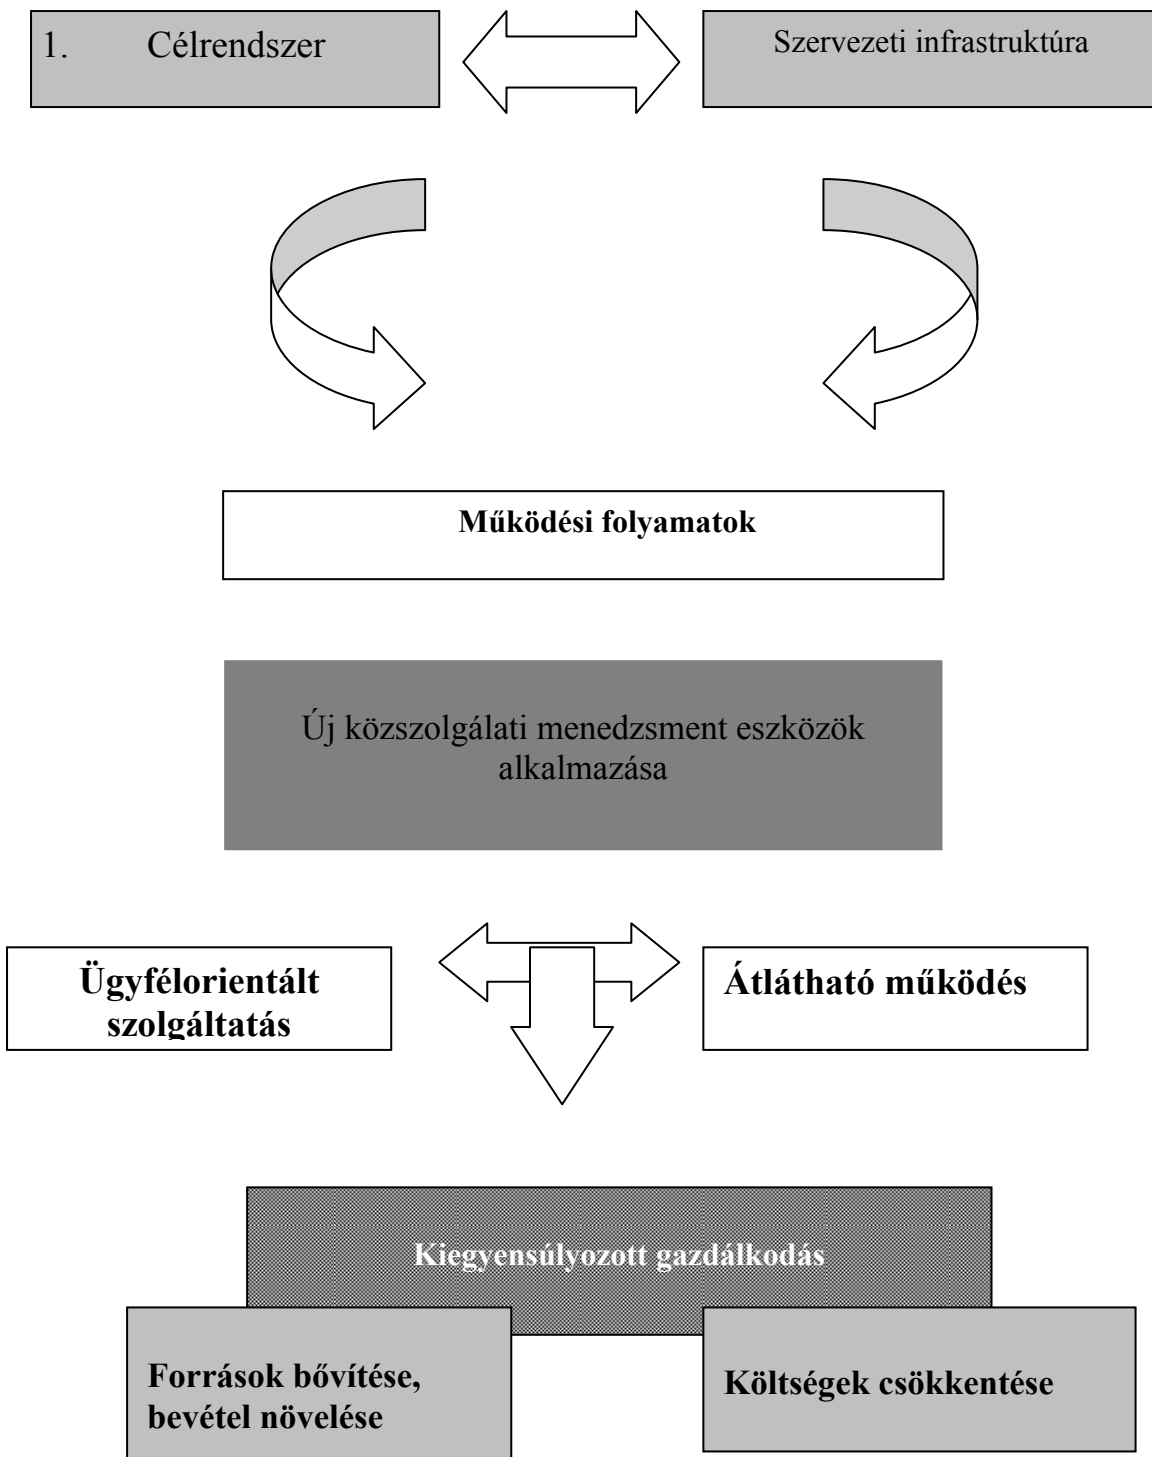 1. Célrendszer
Szervezeti infrastruktúra
Működési folyamatok
Új közszolgálati menedzsment eszközök
alkalmazása
Ügyfélorientált
szolgáltatás
Átlátható működés
Kiegyensúlyozott gazdálkodás
Források bővítése,
bevétel növelése
Költségek csökkentése